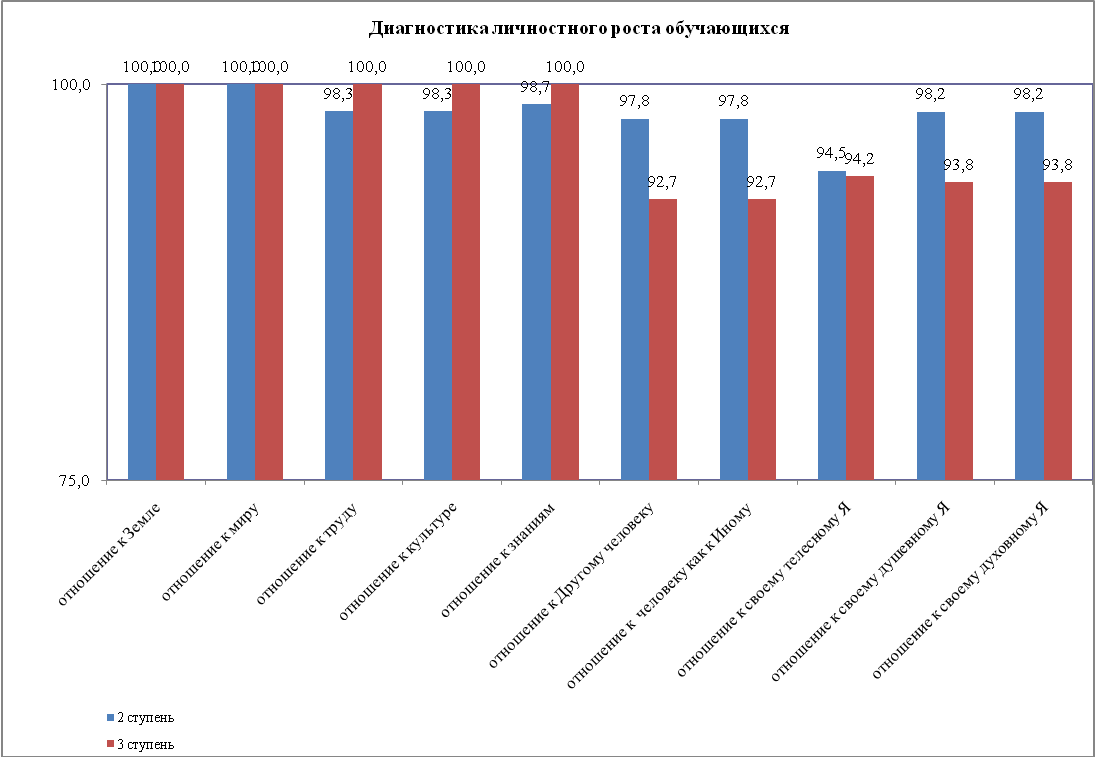 Диагностика личностного роста обучающихся
100,0 100,0 100,0 100,0 100,0 100,0 100,0
98,3 98,3 98,7 97,8 97,8 98,2 98,2
94,5 94,2 93,8 93,8
92,7 92,7
100,0
75,0
отношение к Земле
отношение к миру
отношение к труду
отношение к культуре
отношение к знаниям
отношение к Другому человеку
отношение к человеку как к Иному
отношение к своему телесному Я
отношение к своему душевному Я
отношение к своему духовному Я
2 ступень
3 ступень